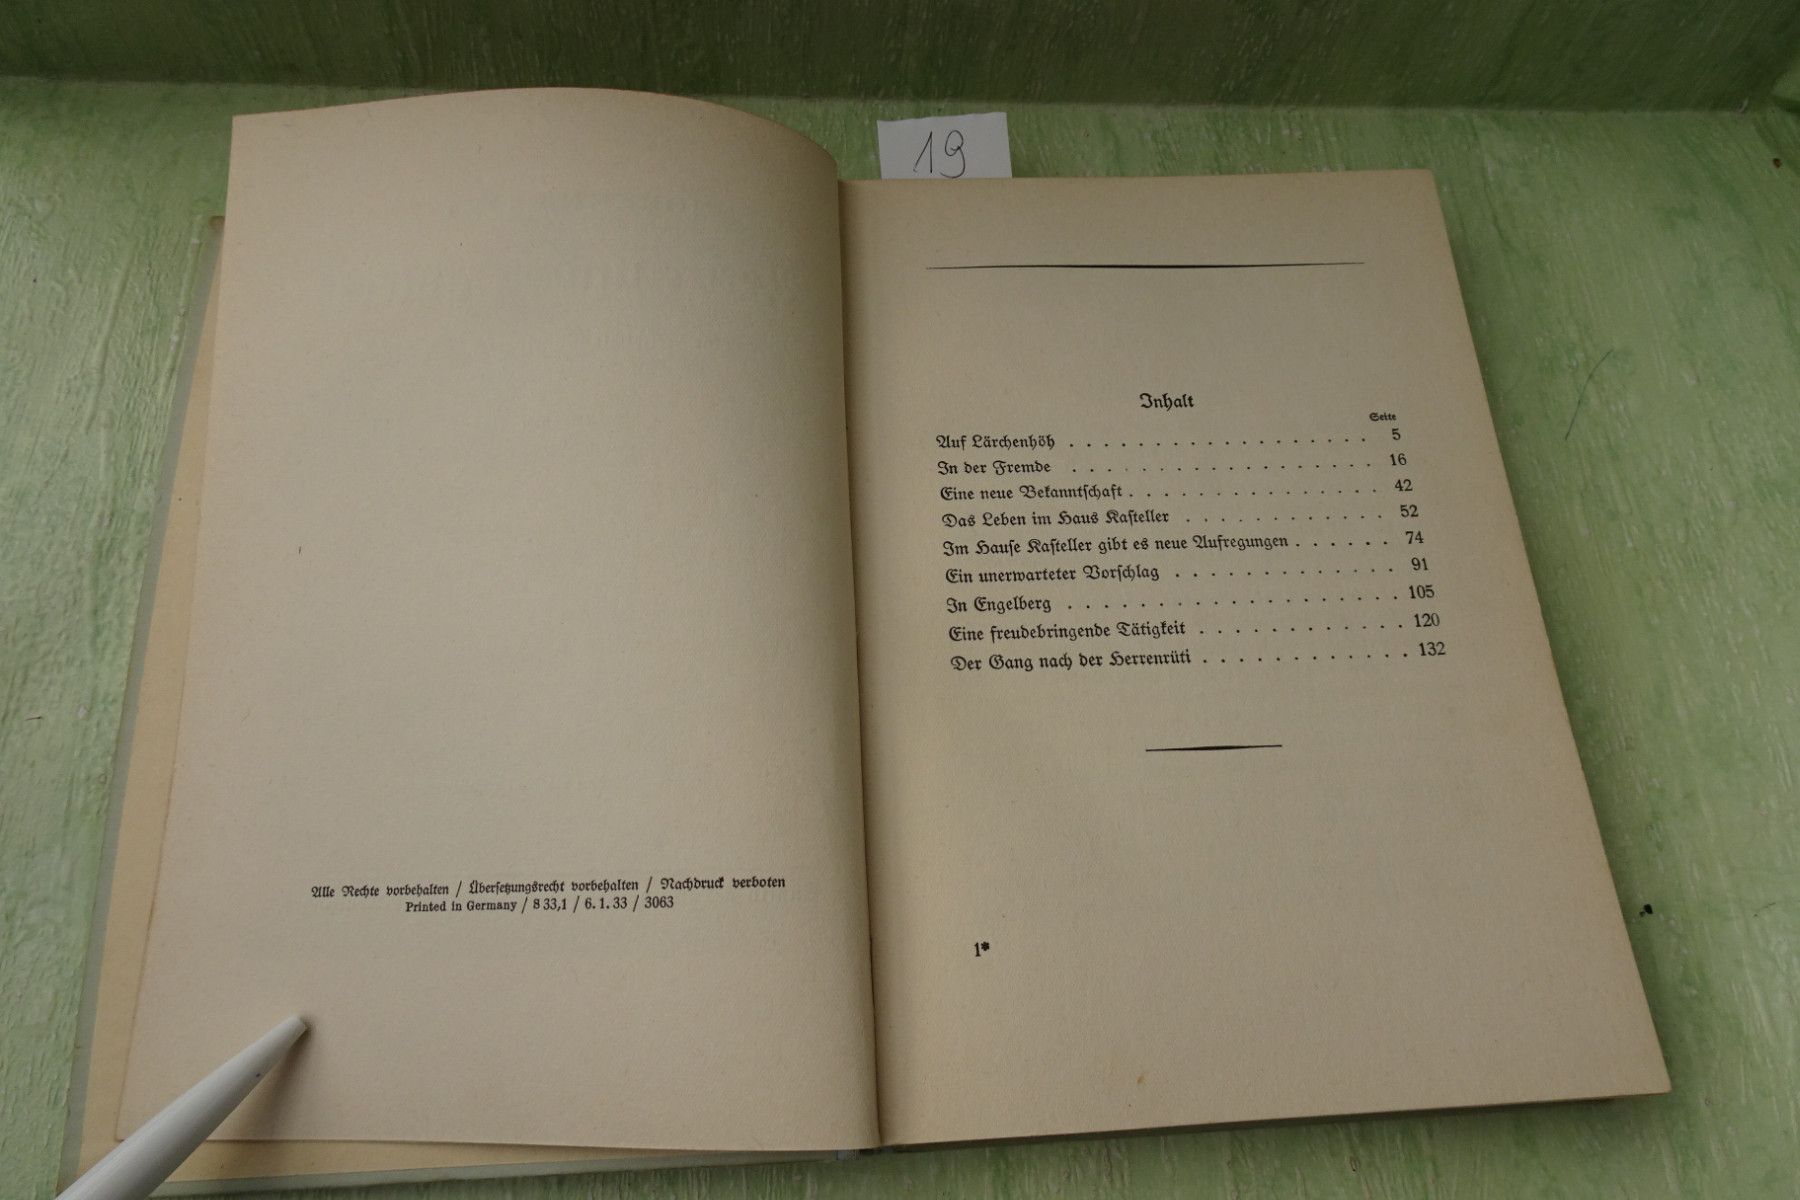 19
Alle Rechte vorbehalten / Übersetzungsrecht vorbehalten / Nachdruck verboten
Printed in Germany / 8 33,1 / 6. 1. 33 / 3063
Inhalt
Seite
Auf Lärchenhöh . . . . . . . . . . . . . . . . . 5
In der Fremde . . . . . . . . . . . . . . . . . 16
Eine neue Bekanntſchaft . . . . . . . . . . . . . . 42
Das Leben im Haus Kaſteller . . . . . . . . . . . 52
Im Hauſe Kaſteller gibt es neue Aufregungen . . . . . . 74
Ein unerwarteter Vorſchlag . . . . . . . . . . . . 91
In Engelberg . . . . . . . . . . . . . . . . . . 105
Eine freudebringende Tätigkeit . . . . . . . . . . . . 120
Der Gang nach der Herrenrüti . . . . . . . . . . . . 132
1*